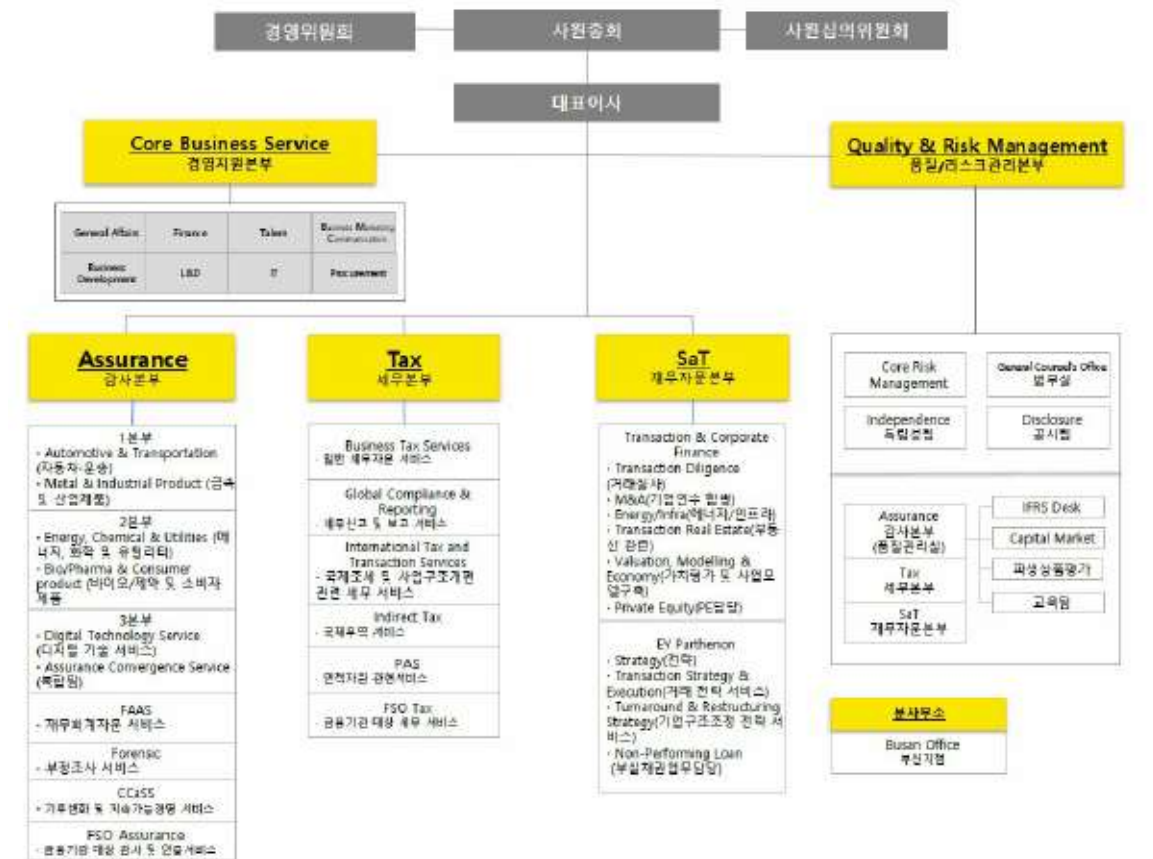 경영위원회
사원총회
사원심의위원회
대표이사
Core Business Service
경영지원본부
Quality & Risk Management
품질/리스크관리본부
General Affairs
Finance
Talent
Business Marketing
Communication
Business
Development
L&D
IT
Procurement
Assurance
감사본부
Tax
세무본부
SaT
재무자문본부
1본부
· Automotive & Transportation
(자동차·운송)
· Metal & Industrial Product (금속
및 산업제품)
2본부
· Energy, Chemical & Utilities (에
너지, 화학 및 유틸리티)
· Bio/Pharma & Consumer
product (바이오/제약 및 소비자
제품
3본부
· Digital Technology Service
(디지털 기술 서비스)
· Assurance Convergence Service
(복합팀)
FAAS
- 재무회계자문 서비스
Forensic
- 부정조사 서비스
CCaSS
· 기후변화 및 지속가능경영 서비스
FSO Assurance
- 금융기관 대상 감사 및 인증서비스
Business Tax Services
- 일반 세무자문 서비스
Global Compliance &
Reporting
- 세무신고 및 보고 서비스
International Tax and
Transaction Services
- 국제조세 및 사업구조개편
관련 세무 서비스
Indirect Tax
- 국제무역 서비스
PAS
- 인적자원 관련서비스
FSO Tax
- 금융기관 대상 세무 서비스
Transaction & Corporate
Finance
· Transaction Diligence
(거래실사)
· M&A(기업인수 합병)
· Energy/Infra(에너지/인프라)
· Transaction Real Estate(부동
산 관련)
· Valuation, Modelling &
Economy(가치평가 및 사업모
델구축)
· Private Equity(PE담당)
EY Parthenon
· Strategy(전략)
· Transaction Strategy &
Execution(거래 전략 서비스)
· Turnaround & Restructuring
Strategy(기업구조조정 전략 서
비스)
· Non-Performing Loan
(부실채권업무담당)
Core Risk
Management
General Counsel's Office
법무실
Independence
독립성팀
Disclosure
공시팀
Assurance
감사본부
(품질관리실)
Tax
세무본부
SaT
재무자문본부
IFRS Desk
Capital Market
파생상품평가
교육팀
분사무소
Busan Office
부산지점